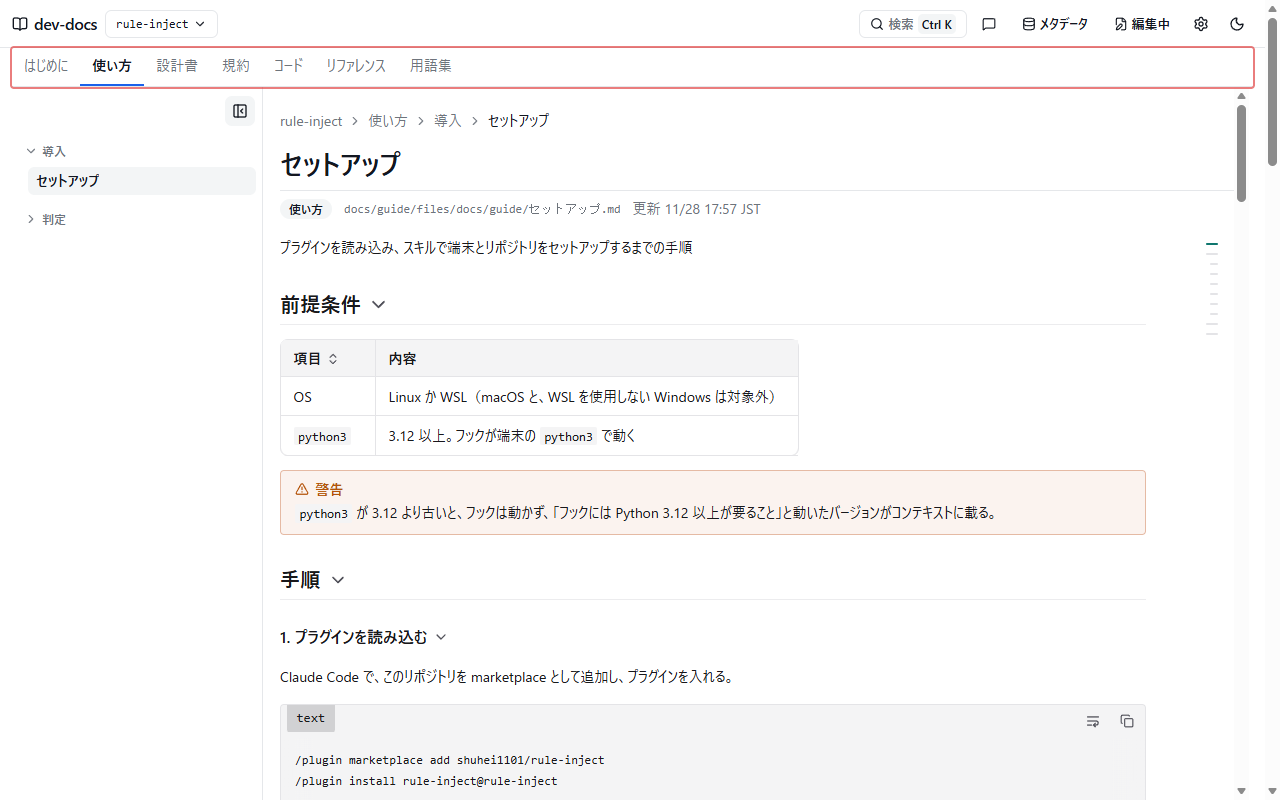 dev-docs rule-inject 検索 Ctrl K メタデータ 編集中
はじめに 使い方 設計書 規約 コード リファレンス 用語集
rule-inject 使い方 導入 セットアップ
導入
セットアップ
判定
セットアップ
使い方 docs/guide/files/docs/guide/セットアップ.md 更新 11/28 17:57 JST
プラグインを読み込み、スキルで端末とリポジトリをセットアップするまでの手順
前提条件
項目 内容
OS Linux か WSL（macOS と、WSL を使用しない Windows は対象外）
python3 3.12 以上。フックが端末の python3 で動く
警告
python3 が 3.12 より古いと、フックは動かず、「フックには Python 3.12 以上が要ること」と動いたバージョンがコンテキストに載る。
手順
1. プラグインを読み込む
Claude Code で、このリポジトリを marketplace として追加し、プラグインを入れる。
text
/plugin marketplace add shuhei1101/rule-inject
/plugin install rule-inject@rule-inject